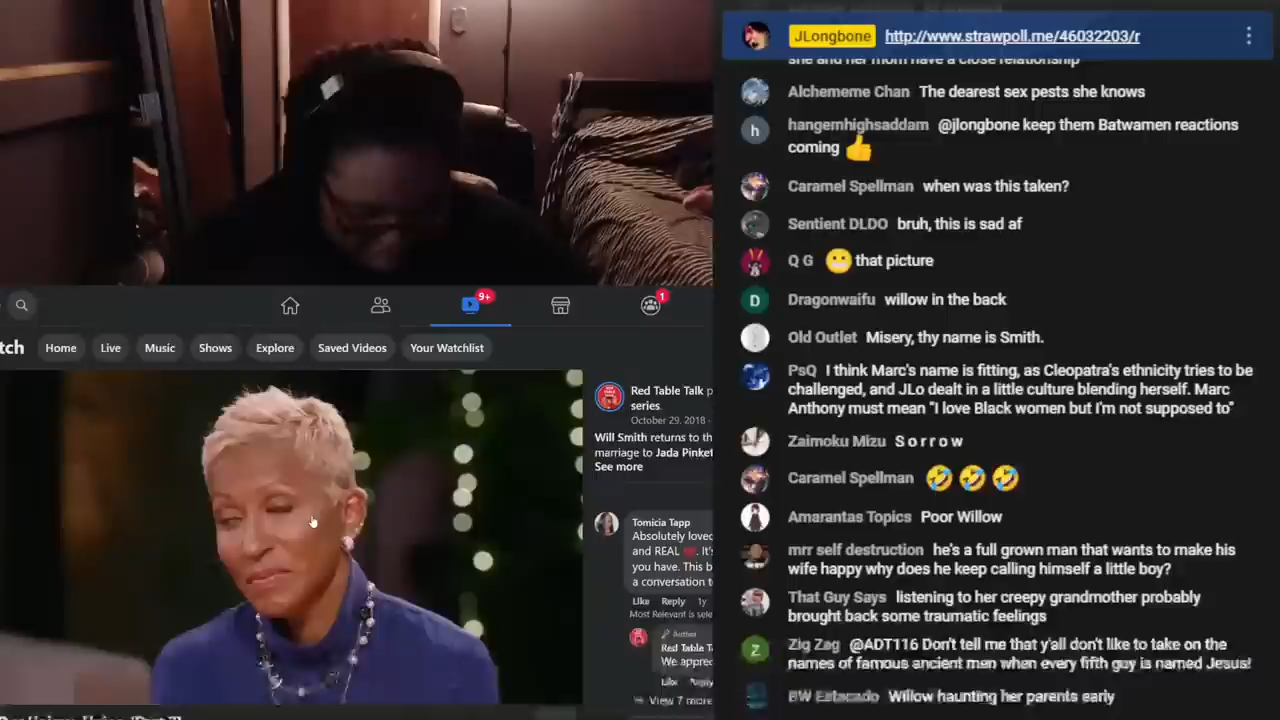 JLongbone http://www.strawpoll.me/46032203/r
she and her mom have a close relationship
Alchememe Chan The dearest sex pests she knows
h hangemhighsaddam @jlongbone keep them Batwamen reactions
coming 👍
Caramel Spellman when was this taken?
Sentient DLDO bruh, this is sad af
Q G 😬 that picture
D Dragonwaifu willow in the back
Old Outlet Misery, thy name is Smith.
PsQ I think Marc's name is fitting, as Cleopatra's ethnicity tries to be
challenged, and JLo dealt in a little culture blending herself. Marc
Anthony must mean "I love Black women but I'm not supposed to"
Zaimoku Mizu S o r r o w
Caramel Spellman 🤣 🤣 🤣
Amarantas Topics Poor Willow
mrr self destruction he's a full grown man that wants to make his
wife happy why does he keep calling himself a little boy?
That Guy Says listening to her creepy grandmother probably
brought back some traumatic feelings
Z Zig Zag @ADT116 Don't tell me that y'all don't like to take on the
names of famous ancient men when every fifth guy is named Jesus!
Willow haunting her parents early
9+ 1
tch Home Live Music Shows Explore Saved Videos Your Watchlist
Red Table Talk p
series.
October 29, 2018 ·
Will Smith returns to th
marriage to Jada Pinket
See more
Tomicia Tapp
Absolutely loved
and REAL ❤️. It's
you have. This b
a conversation to
Like Reply 1y
Most Relevant is sele
Author
Red Table T
We apprec
Like Reply
View 7 more